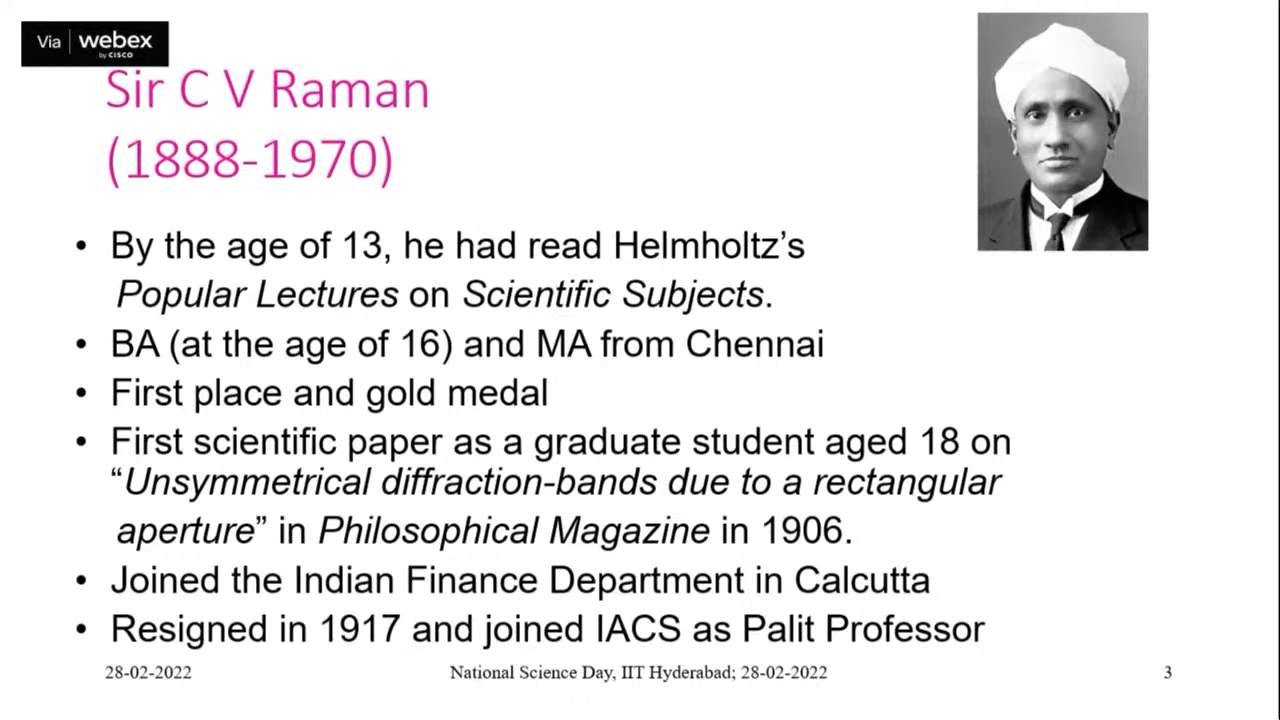 Via webex
by CISCO
Sir C V Raman
(1888-1970)
• By the age of 13, he had read Helmholtz’s
Popular Lectures on Scientific Subjects.
• BA (at the age of 16) and MA from Chennai
• First place and gold medal
• First scientific paper as a graduate student aged 18 on
“Unsymmetrical diffraction-bands due to a rectangular
aperture” in Philosophical Magazine in 1906.
• Joined the Indian Finance Department in Calcutta
• Resigned in 1917 and joined IACS as Palit Professor
28-02-2022 National Science Day, IIT Hyderabad; 28-02-2022 3